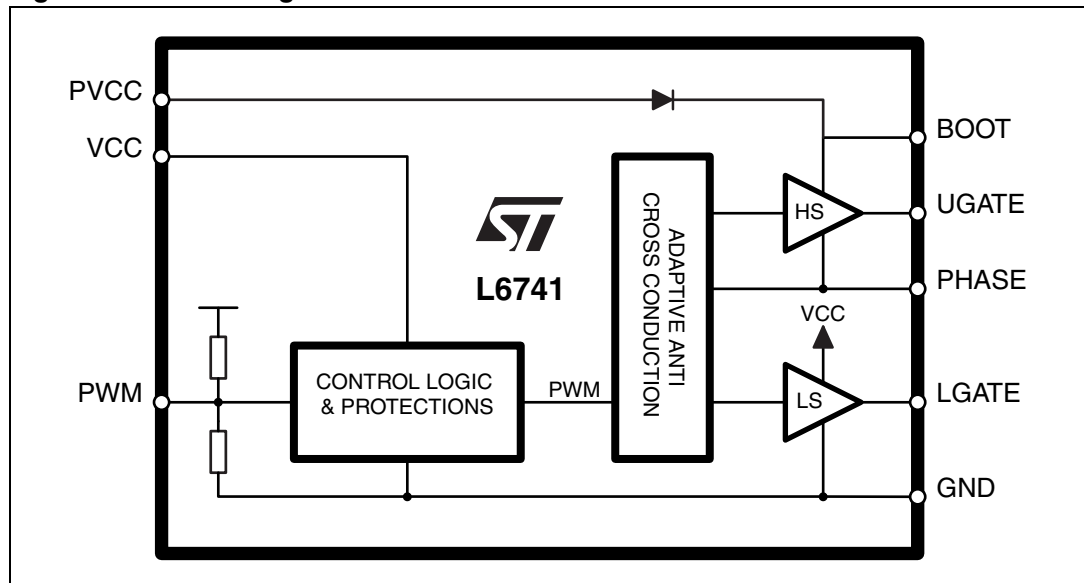 PVCC
VCC
PWM
ST
L6741
CONTROL LOGIC
& PROTECTIONS
PWM
ADAPTIVE ANTI
CROSS CONDUCTION
HS
VCC
LS
BOOT
UGATE
PHASE
LGATE
GND